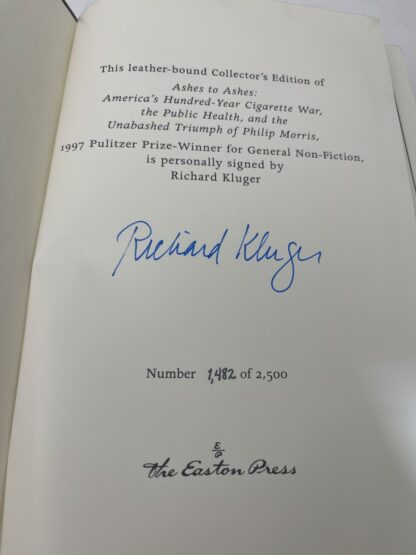 This leather-bound Collector's Edition of
Ashes to Ashes:
America's Hundred-Year Cigarette War,
the Public Health, and the
Unabashed Triumph of Philip Morris,
1997 Pulitzer Prize-Winner for General Non-Fiction,
is personally signed by
Richard Kluger
Richard Kluger
Number 1,482 of 2,500
E
P
the Easton Press